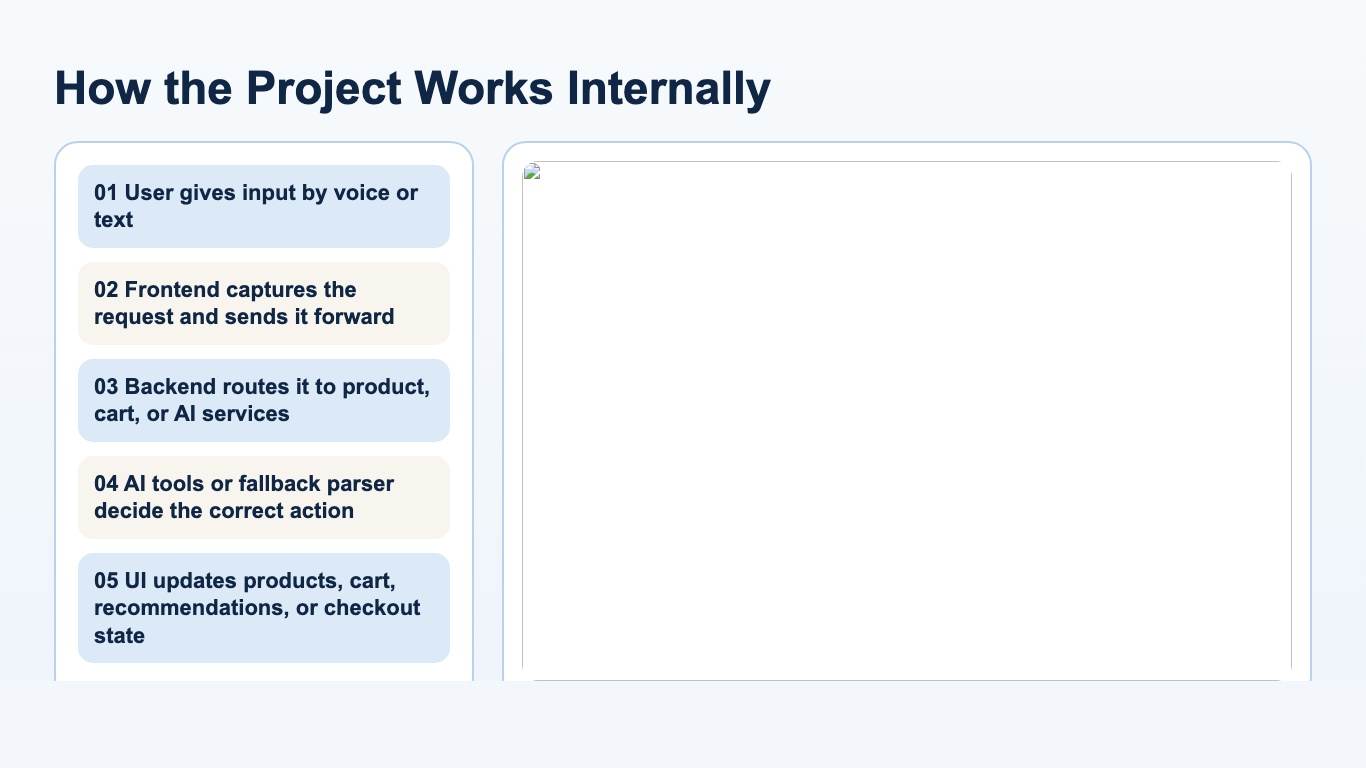 How the Project Works Internally
01 User gives input by voice or
text
02 Frontend captures the
request and sends it forward
03 Backend routes it to product,
cart, or AI services
04 AI tools or fallback parser
decide the correct action
05 UI updates products, cart,
recommendations, or checkout
state